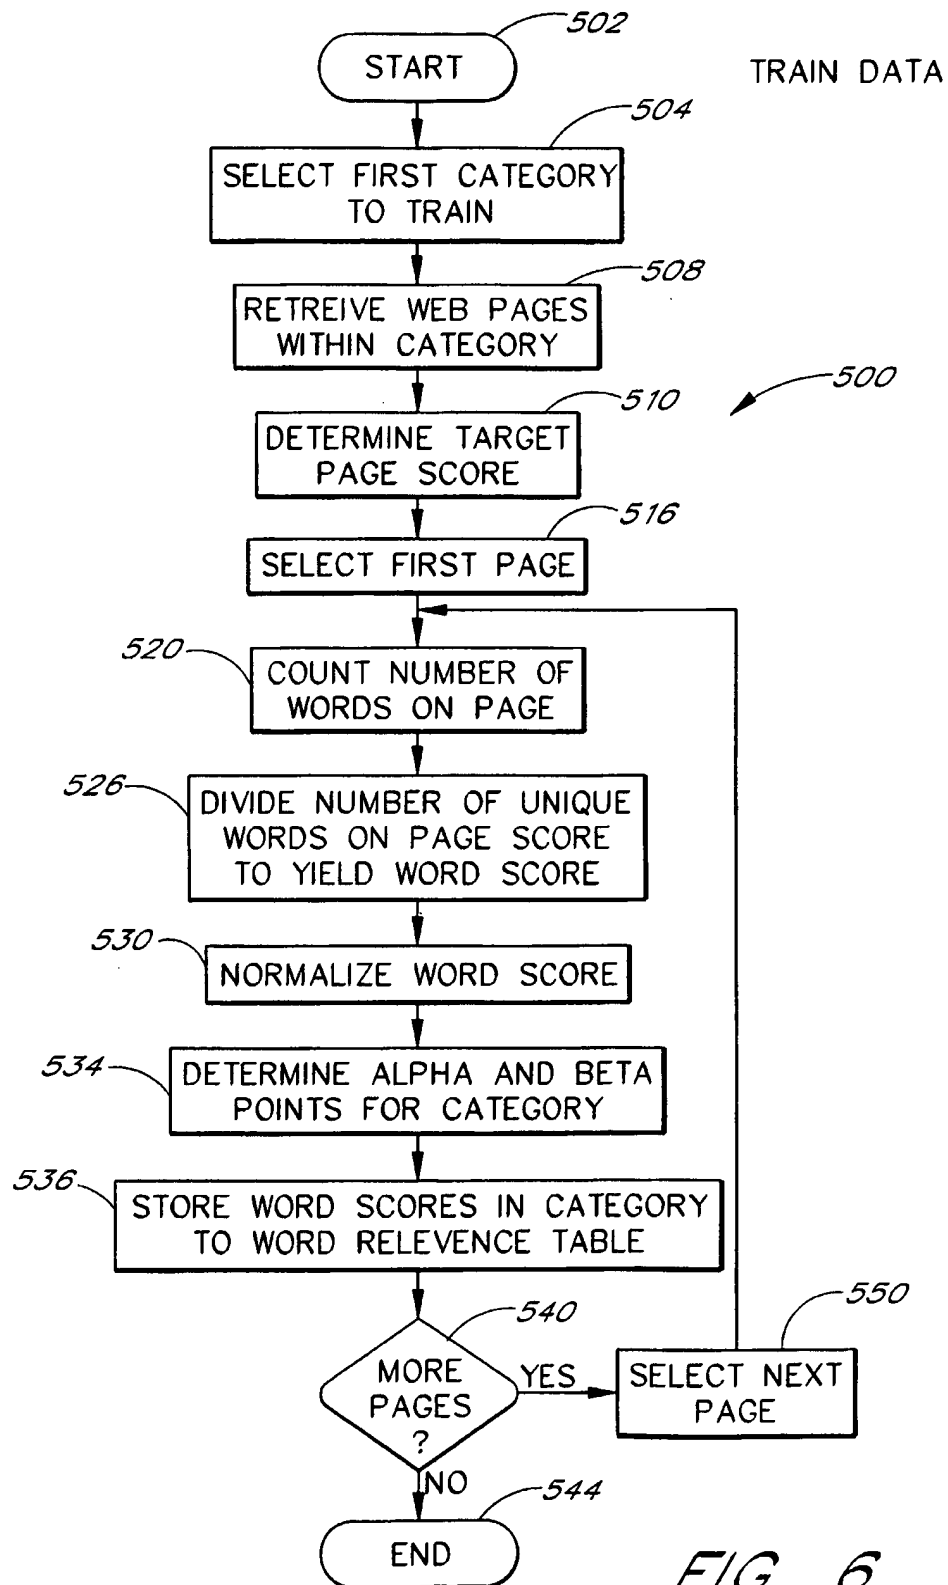 502
START
TRAIN DATA
504
SELECT FIRST CATEGORY
TO TRAIN
508
RETREIVE WEB PAGES
WITHIN CATEGORY
500
510
DETERMINE TARGET
PAGE SCORE
516
SELECT FIRST PAGE
520
COUNT NUMBER OF
WORDS ON PAGE
526
DIVIDE NUMBER OF UNIQUE
WORDS ON PAGE SCORE
TO YIELD WORD SCORE
530
NORMALIZE WORD SCORE
534
DETERMINE ALPHA AND BETA
POINTS FOR CATEGORY
536
STORE WORD SCORES IN CATEGORY
TO WORD RELEVENCE TABLE
540
MORE
PAGES
?
YES
550
SELECT NEXT
PAGE
NO
544
END
FIG. 6